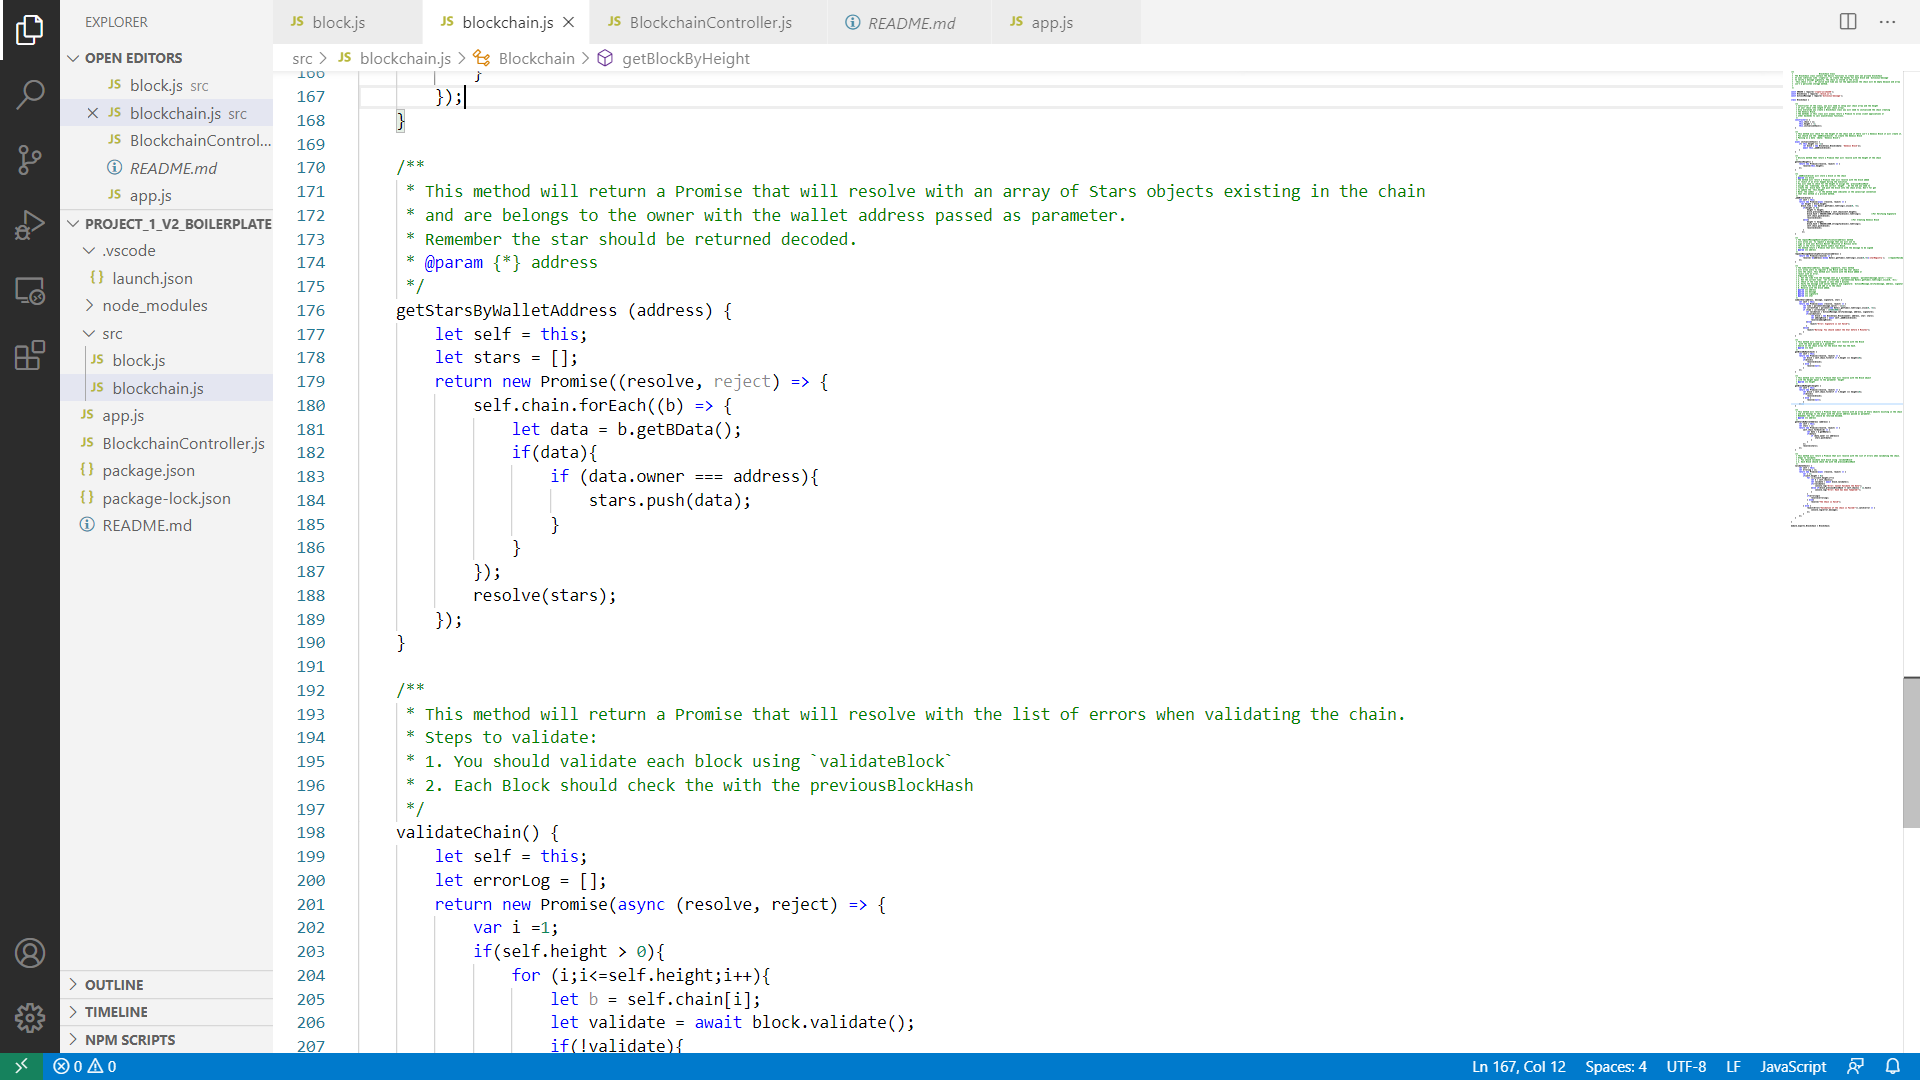 EXPLORER
OPEN EDITORS
JS block.js src
JS blockchain.js src
JS BlockchainControl...
README.md
JS app.js
PROJECT_1_V2_BOILERPLATE
.vscode
{} launch.json
node_modules
src
JS block.js
JS blockchain.js
JS app.js
JS BlockchainController.js
{} package.json
{} package-lock.json
README.md
OUTLINE
TIMELINE
NPM SCRIPTS
JS block.js
JS blockchain.js
JS BlockchainController.js
README.md
JS app.js
src > JS blockchain.js > Blockchain > getBlockByHeight
166 }
167 });
168 }
169
170 /**
171 * This method will return a Promise that will resolve with an array of Stars objects existing in the chain
172 * and are belongs to the owner with the wallet address passed as parameter.
173 * Remember the star should be returned decoded.
174 * @param {*} address
175 */
176 getStarsByWalletAddress (address) {
177 let self = this;
178 let stars = [];
179 return new Promise((resolve, reject) => {
180 self.chain.forEach((b) => {
181 let data = b.getBData();
182 if(data){
183 if (data.owner === address){
184 stars.push(data);
185 }
186 }
187 });
188 resolve(stars);
189 });
190 }
191
192 /**
193 * This method will return a Promise that will resolve with the list of errors when validating the chain.
194 * Steps to validate:
195 * 1. You should validate each block using `validateBlock`
196 * 2. Each Block should check the with the previousBlockHash
197 */
198 validateChain() {
199 let self = this;
200 let errorLog = [];
201 return new Promise(async (resolve, reject) => {
202 var i =1;
203 if(self.height > 0){
204 for (i;i<=self.height;i++){
205 let b = self.chain[i];
206 let validate = await block.validate();
207 if(!validate){
0 0
Ln 167, Col 12
Spaces: 4
UTF-8
LF
JavaScript